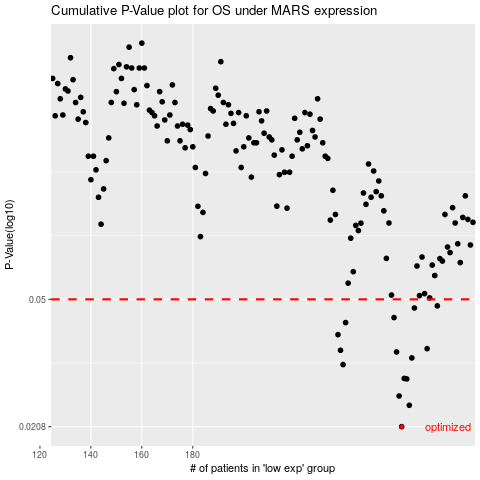 Cumulative P-Value plot for OS under MARS expression
P-Value(log10)
0.05
0.0208
optimized
120 140 160 180
# of patients in 'low exp' group